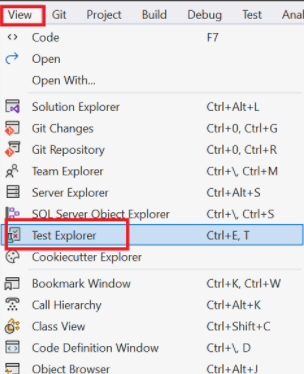 View Git Project Build Debug Test Anal
Code F7
Open
Open With...
Solution Explorer Ctrl+Alt+L
Git Changes Ctrl+0, Ctrl+G
Git Repository Ctrl+0, Ctrl+R
Team Explorer Ctrl+\, Ctrl+M
Server Explorer Ctrl+Alt+S
SQL Server Object Explorer Ctrl+\, Ctrl+S
Test Explorer Ctrl+E, T
Cookiecutter Explorer
Bookmark Window Ctrl+K, Ctrl+W
Call Hierarchy Ctrl+Alt+K
Class View Ctrl+Shift+C
Code Definition Window Ctrl+\, D
Object Browser Ctrl+Alt+J